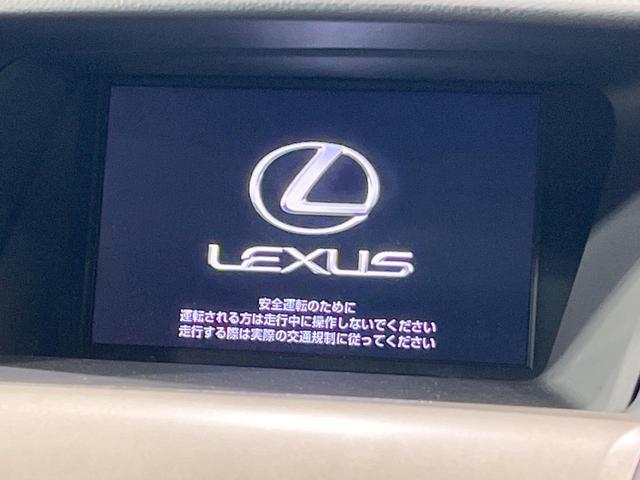 LEXUS
安全運転のために
運転される方は走行中に操作しないでください
走行する際は実際の交通規制に従ってください